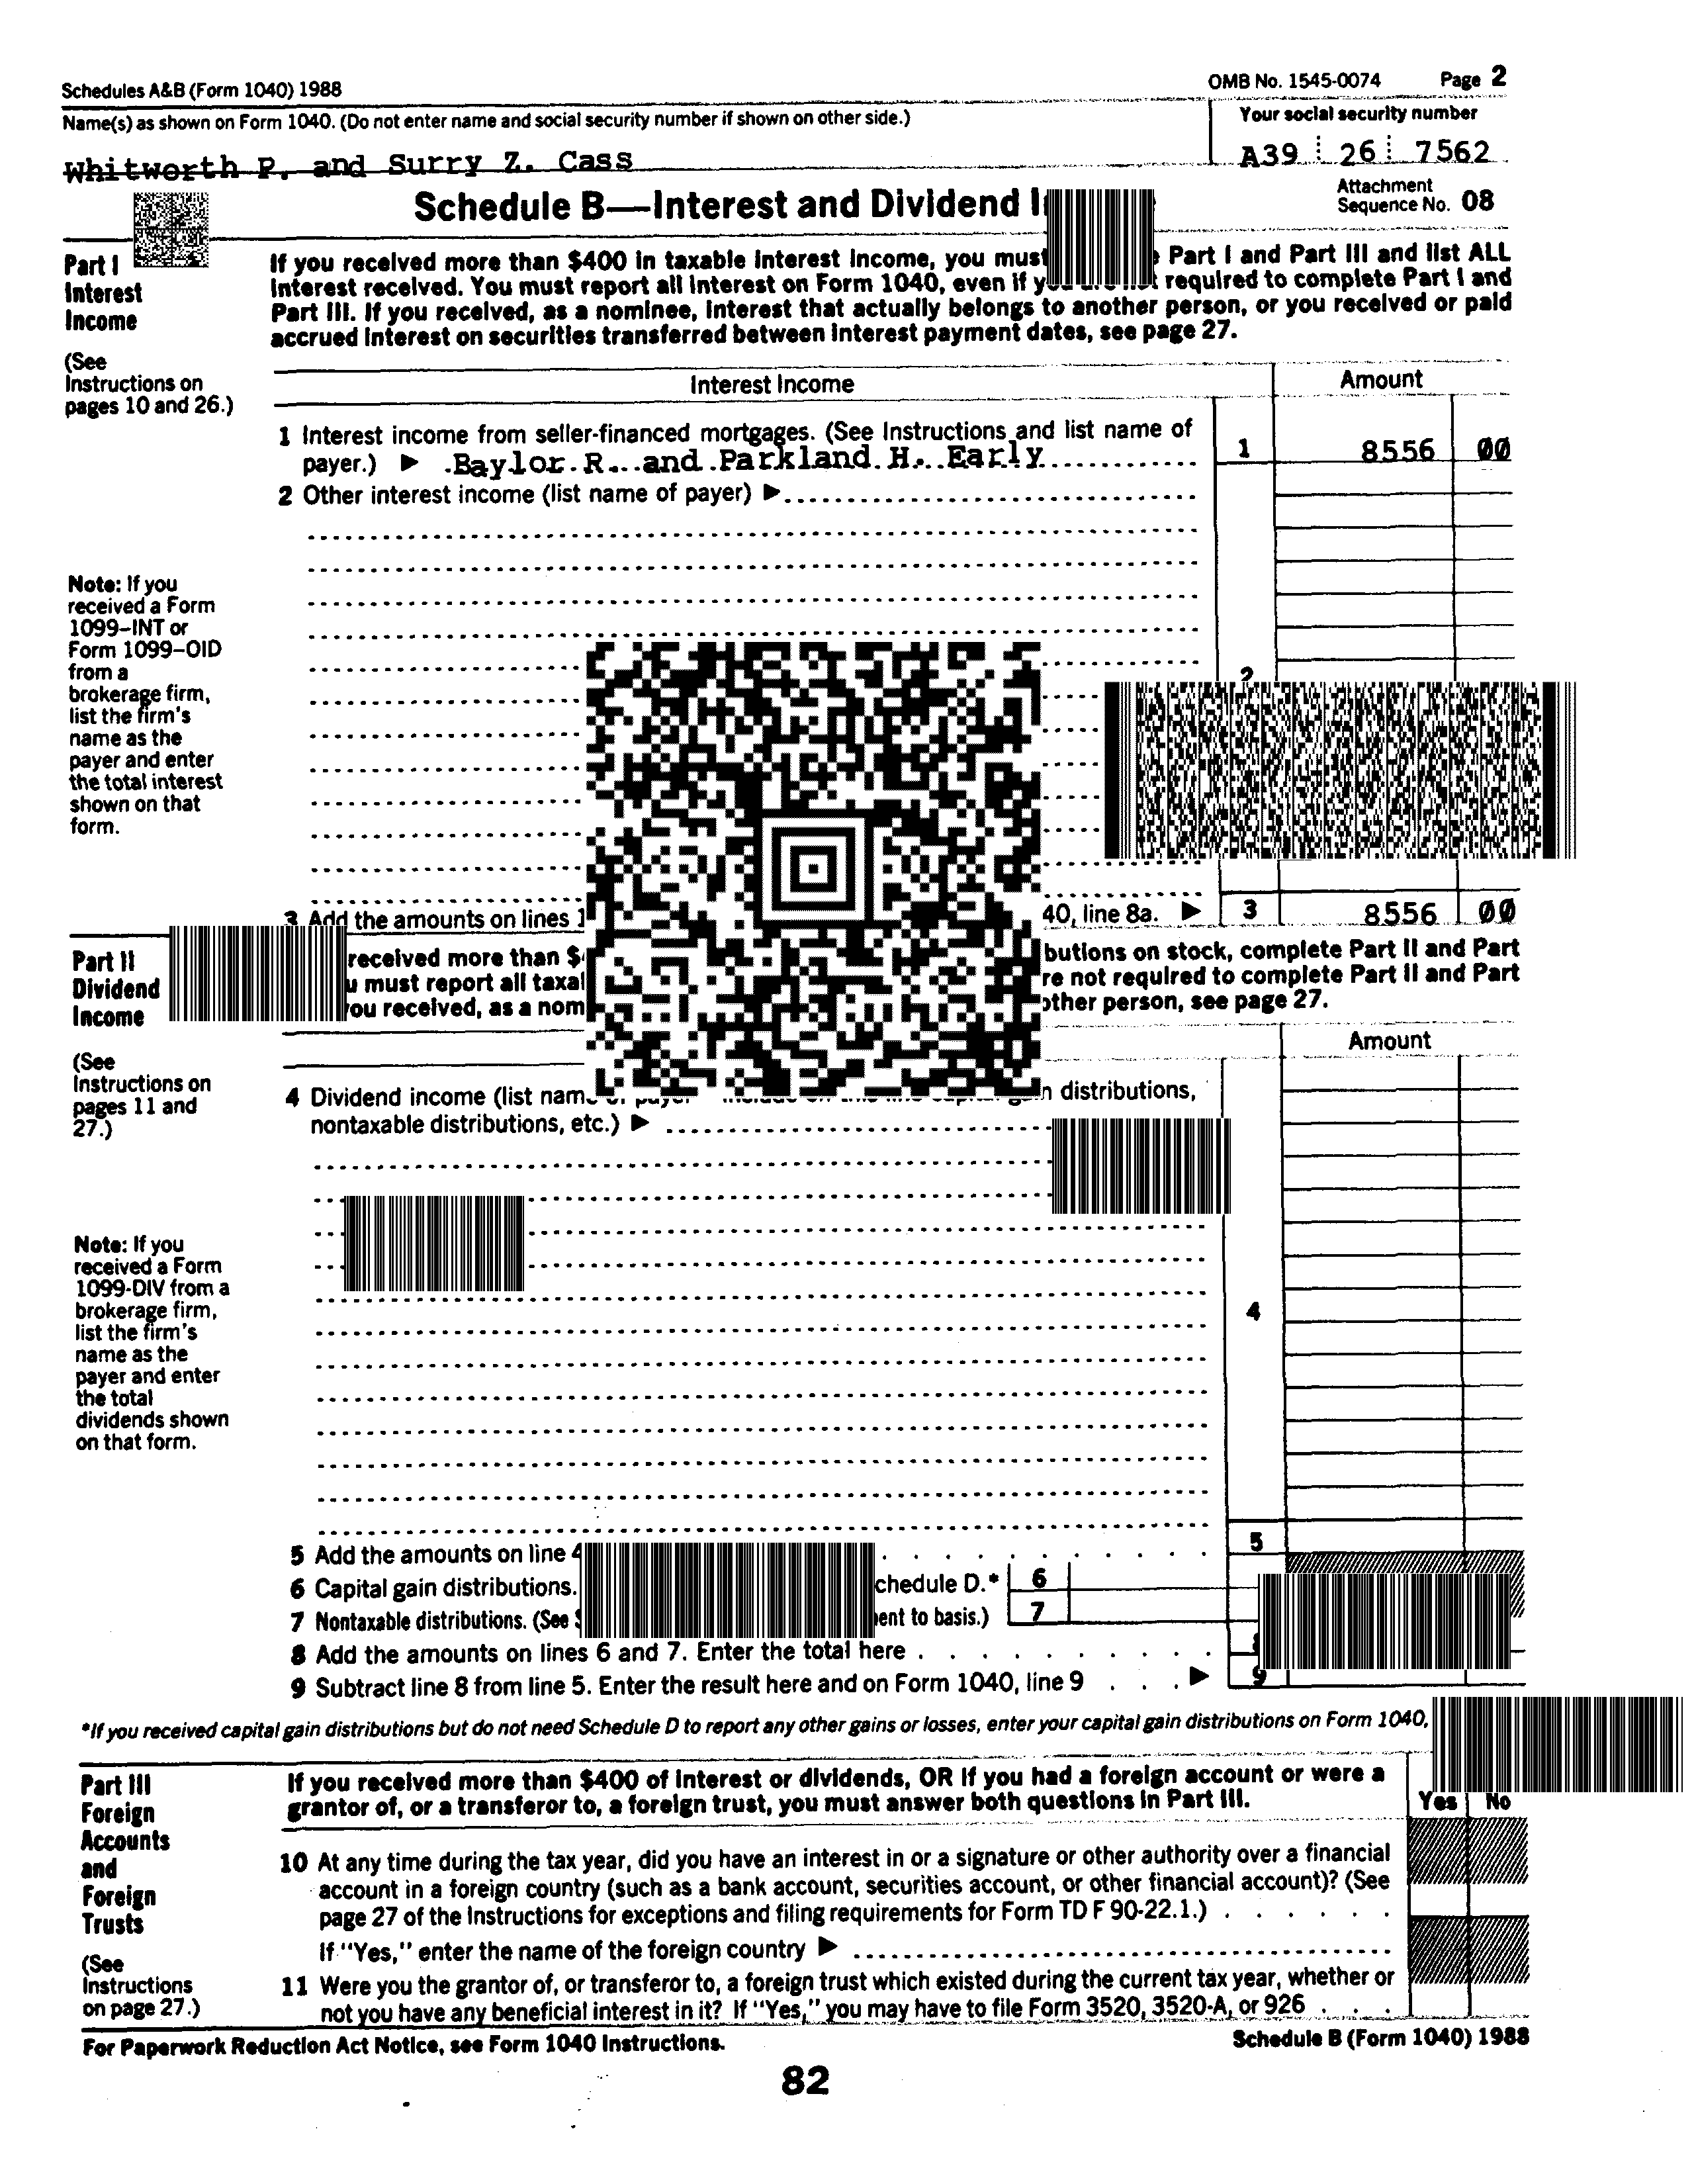 Schedules A&B (Form 1040) 1988
OMB No. 1545-0074 Page 2
Name(s) as shown on Form 1040. (Do not enter name and social security number if shown on other side.)
Your social security number
Whitworth P. and Surry Z. Cass
A39 26 7562
Schedule B—Interest and Dividend
Attachment
Sequence No. 08
Part I
Interest
Income
(See
Instructions on
pages 10 and 26.)
If you received more than $400 in taxable interest income, you must Part I and Part III and list ALL
interest received. You must report all interest on Form 1040, even if required to complete Part I and
Part III. If you received, as a nominee, interest that actually belongs to another person, or you received or paid
accrued interest on securities transferred between interest payment dates, see page 27.
Interest Income
Amount
1 Interest income from seller-financed mortgages. (See Instructions and list name of
payer.) ▶ Baylor R. and Parkland H. Early
1 8556 00
2 Other interest income (list name of payer) ▶
Note: If you
received a Form
1099–INT or
Form 1099–OID
from a
brokerage firm,
list the firm's
name as the
payer and enter
the total interest
shown on that
form.
2
3 Add the amounts on lines 40, line 8a. ▶ 3 8556 00
Part II
Dividend
Income
(See
Instructions on
pages 11 and
27.)
received more than butions on stock, complete Part II and Part
must report all re not required to complete Part II and Part
you received, as a other person, see page 27.
Amount
4 Dividend income (list distributions,
nontaxable distributions, etc.) ▶
Note: If you
received a Form
1099-DIV from a
brokerage firm,
list the firm's
name as the
payer and enter
the total
dividends shown
on that form.
4
5 Add the amounts on line 5
6 Capital gain distributions. chedule D.* 6
7 Nontaxable distributions. (See ent to basis.) 7
8 Add the amounts on lines 6 and 7. Enter the total here
9 Subtract line 8 from line 5. Enter the result here and on Form 1040, line 9 ▶ 9
*If you received capital gain distributions but do not need Schedule D to report any other gains or losses, enter your capital gain distributions on Form 1040,
Part III
Foreign
Accounts
and
Foreign
Trusts
(See
Instructions
on page 27.)
If you received more than $400 of interest or dividends, OR if you had a foreign account or were a
grantor of, or a transferor to, a foreign trust, you must answer both questions in Part III.
Yes No
10 At any time during the tax year, did you have an interest in or a signature or other authority over a financial
account in a foreign country (such as a bank account, securities account, or other financial account)? (See
page 27 of the Instructions for exceptions and filing requirements for Form TD F 90-22.1.)
If "Yes," enter the name of the foreign country ▶
11 Were you the grantor of, or transferor to, a foreign trust which existed during the current tax year, whether or
not you have any beneficial interest in it? If "Yes," you may have to file Form 3520, 3520-A, or 926
For Paperwork Reduction Act Notice, see Form 1040 Instructions.
Schedule B (Form 1040) 1988
82